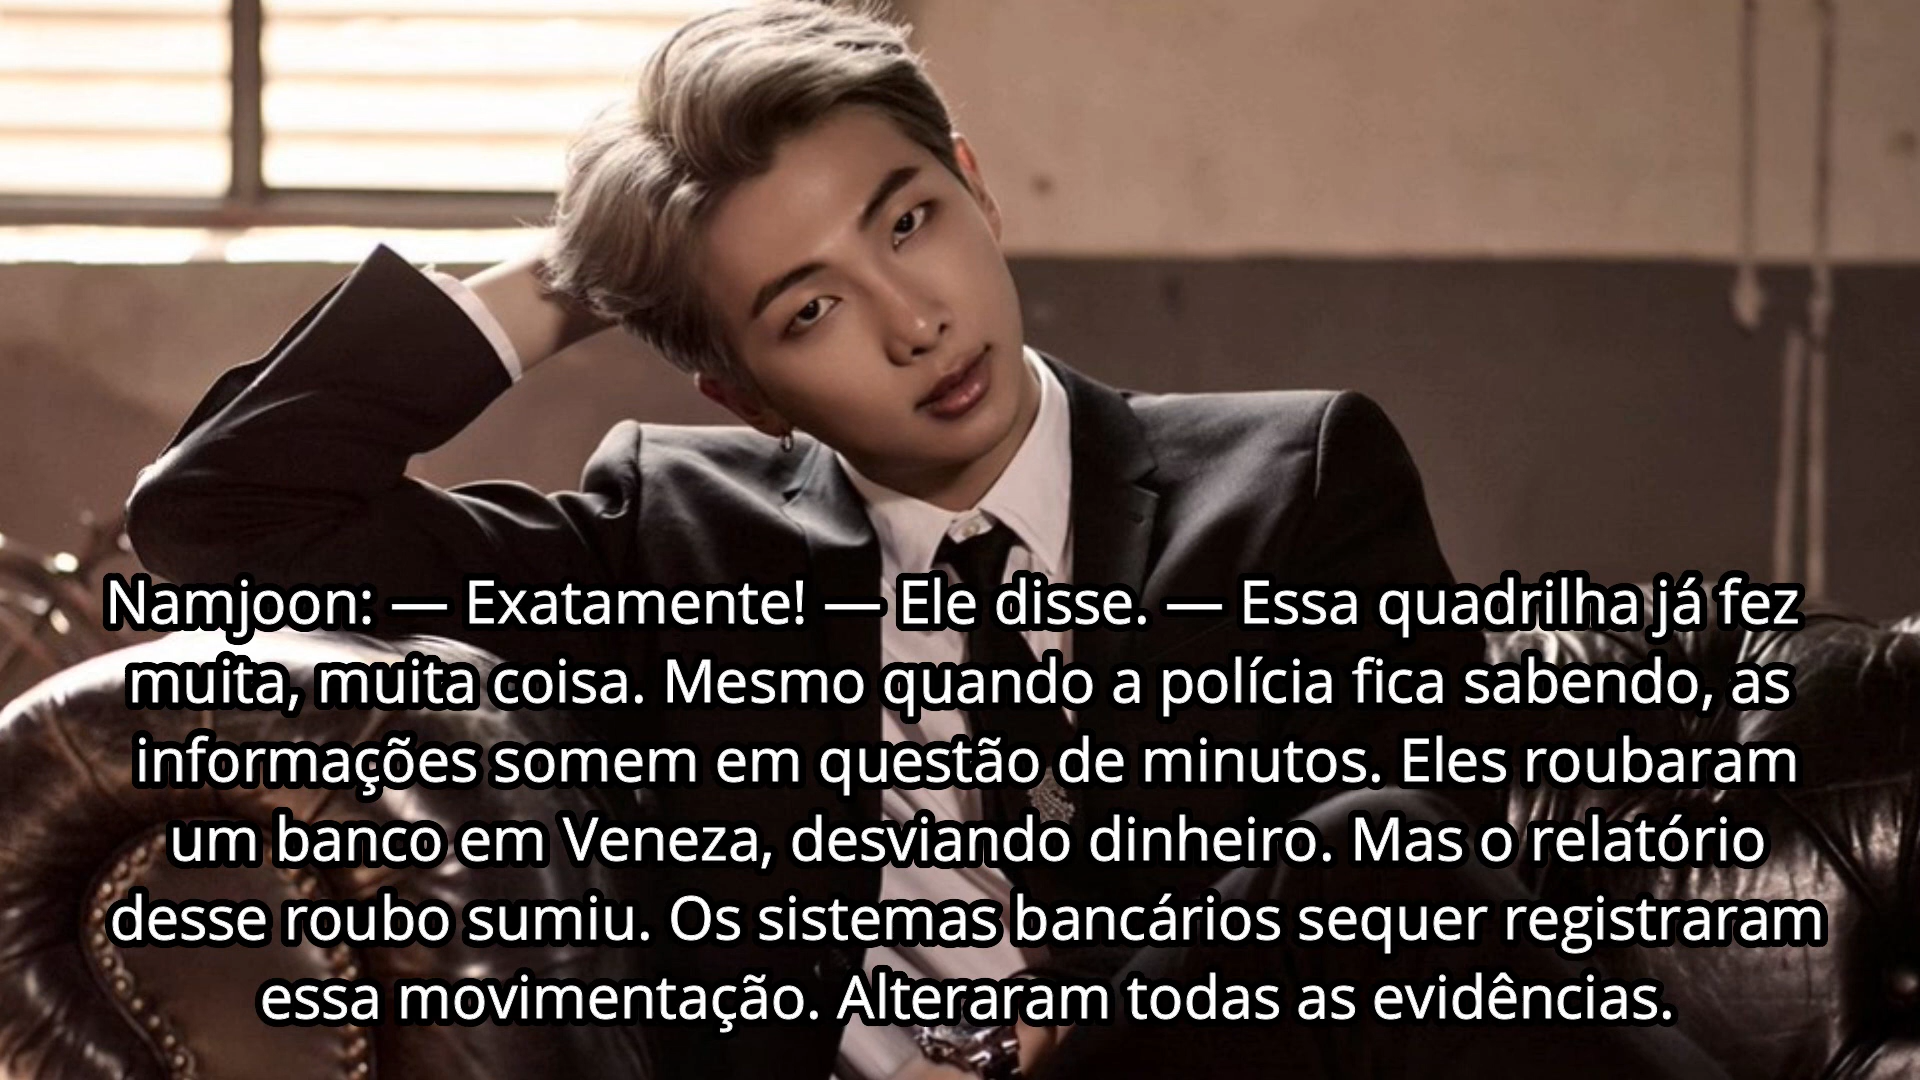 Namjoon: — Exatamente! — Ele disse. — Essa quadrilha já fez
muita, muita coisa. Mesmo quando a polícia fica sabendo, as
informações somem em questão de minutos. Eles roubaram
um banco em Veneza, desviando dinheiro. Mas o relatório
desse roubo sumiu. Os sistemas bancários sequer registraram
essa movimentação. Alteraram todas as evidências.